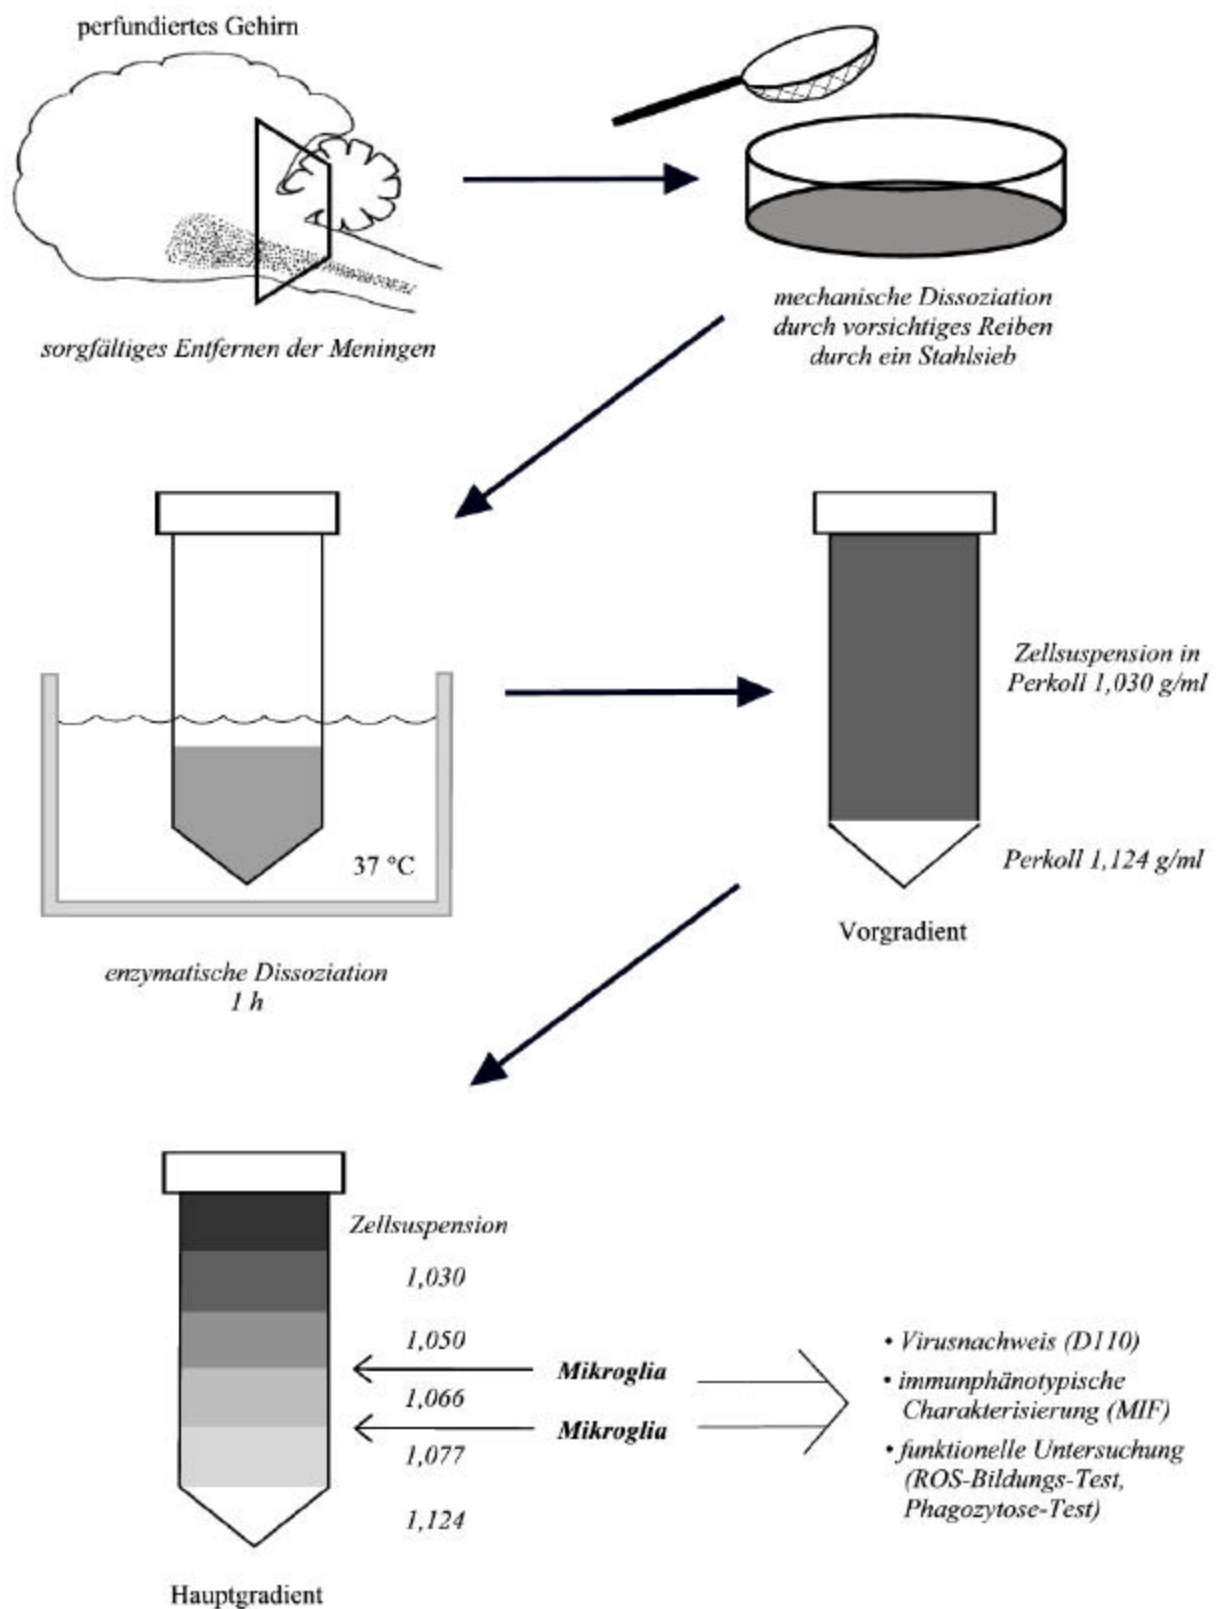 perfundiertes Gehirn
sorgfältiges Entfernen der Meningen
mechanische Dissoziation
durch vorsichtiges Reiben
durch ein Stahlsieb
37 °C
enzymatische Dissoziation
1 h
Zellsuspension in
Perkoll 1,030 g/ml
Perkoll 1,124 g/ml
Vorgradient
Zellsuspension
1,030
1,050
Mikroglia
1,066
Mikroglia
1,077
1,124
Hauptgradient
• Virusnachweis (D110)
• immunphänotypische
Charakterisierung (MIF)
• funktionelle Untersuchung
(ROS-Bildungs-Test,
Phagozytose-Test)